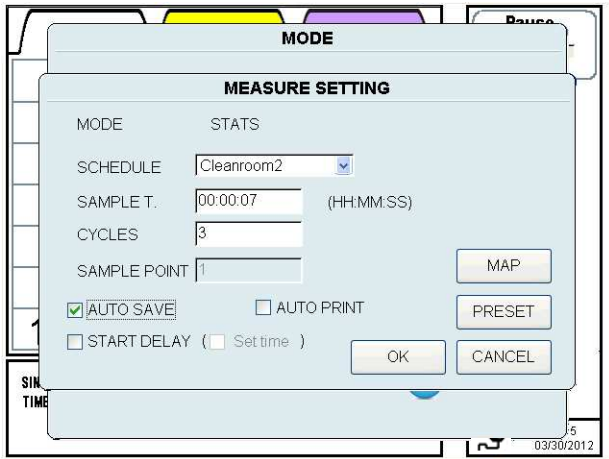 Pause
MODE
MEASURE SETTING
MODE STATS
SCHEDULE Cleanroom2
SAMPLE T. 00:00:07 (HH:MM:SS)
CYCLES 3
SAMPLE POINT 1
MAP
AUTO SAVE AUTO PRINT
PRESET
START DELAY ( Set time )
OK CANCEL
TIME
03/30/2012